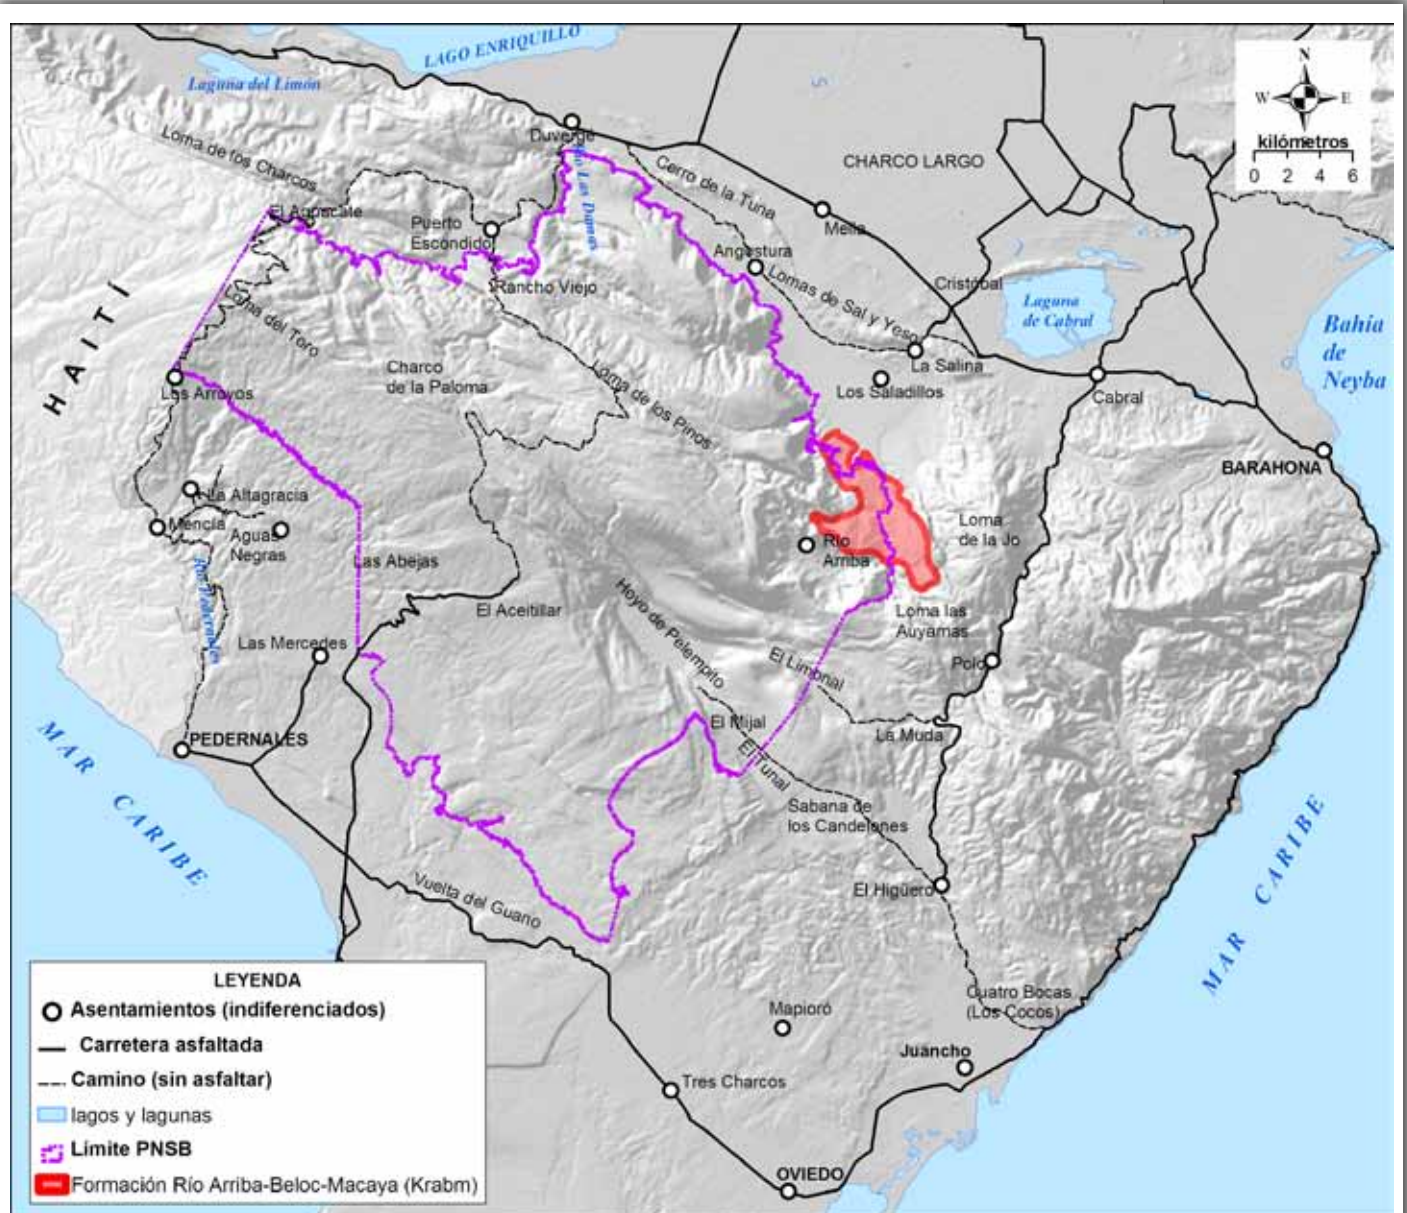 LAGO ENRIQUILLO
Laguna del Limón
N
W E
S
kilómetros
0 2 4 6
Duvergé
Loma de los Charcos
Río Las Damas
Cerro de la Tuna
CHARCO LARGO
El Aguacate
Puerto
Escondido
Mella
Angostura
Rancho Viejo
Lomas de Sal y Yeso
Cristóbal
Laguna
de Cabral
Bahía
de
Neyba
HAITÍ
Loma del Toro
Charco
de la Paloma
Loma de los Pinos
La Salina
Los Saladillos
Cabral
Los Arroyos
BARAHONA
La Altagracia
Mencía
Aguas
Negras
Loma
de la Jo
Río
Arriba
Las Abejas
Río Pedernales
El Aceitillar
Hoyo de Pelempito
Loma las
Auyamas
Las Mercedes
El Limonal
Polo
PEDERNALES
El Mijal
La Muda
El Tunal
MAR CARIBE
Sabana de
los Candelones
MAR CARIBE
Vuelta del Guano
El Higüero
Cuatro Bocas
(Los Cocos)
Mapioró
Juancho
Tres Charcos
OVIEDO
LEYENDA
Asentamientos (indiferenciados)
Carretera asfaltada
Camino (sin asfaltar)
lagos y lagunas
Límite PNSB
Formación Río Arriba-Beloc-Macaya (Krabm)